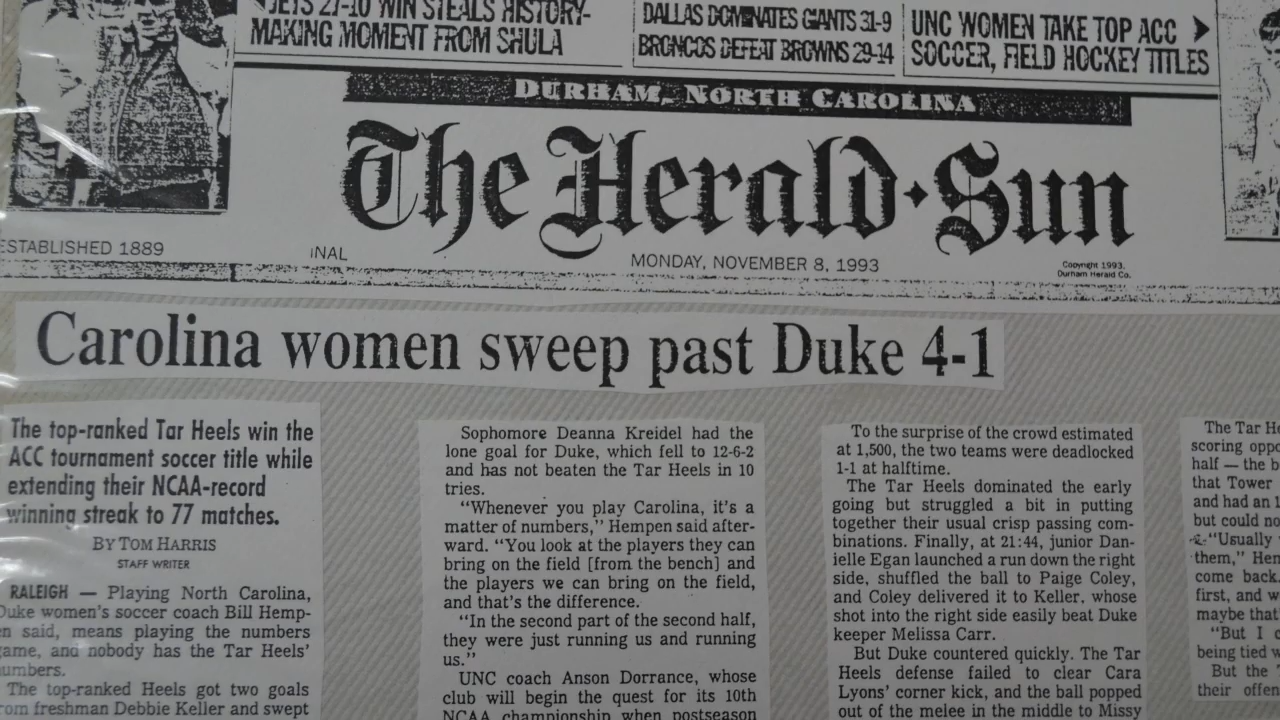 JETS 27-10 WIN STEALS HISTORY-
MAKING MOMENT FROM SHULA
DALLAS DOMINATES GIANTS 31-9
BRONCOS DEFEAT BROWNS 29-14
UNC WOMEN TAKE TOP ACC
SOCCER, FIELD HOCKEY TITLES
DURHAM, NORTH CAROLINA
The Herald·Sun
ESTABLISHED 1889
INAL
MONDAY, NOVEMBER 8, 1993
Copyright 1993.
Durham Herald Co.
Carolina women sweep past Duke 4-1
The top-ranked Tar Heels win the
ACC tournament soccer title while
extending their NCAA-record
winning streak to 77 matches.
BY TOM HARRIS
STAFF WRITER
RALEIGH — Playing North Carolina,
Duke women's soccer coach Bill Hemp-
en said, means playing the numbers
game, and nobody has the Tar Heels'
numbers.
The top-ranked Heels got two goals
from freshman Debbie Keller and swept
Sophomore Deanna Kreidel had the
lone goal for Duke, which fell to 12-6-2
and has not beaten the Tar Heels in 10
tries.
"Whenever you play Carolina, it's a
matter of numbers," Hempen said after-
ward. "You look at the players they can
bring on the field [from the bench] and
the players we can bring on the field,
and that's the difference.
"In the second part of the second half,
they were just running us and running
us."
UNC coach Anson Dorrance, whose
club will begin the quest for its 10th
NCAA championship when postseason
To the surprise of the crowd estimated
at 1,500, the two teams were deadlocked
1-1 at halftime.
The Tar Heels dominated the early
going but struggled a bit in putting
together their usual crisp passing com-
binations. Finally, at 21:44, junior Dan-
ielle Egan launched a run down the right
side, shuffled the ball to Paige Coley,
and Coley delivered it to Keller, whose
shot into the right side easily beat Duke
keeper Melissa Carr.
But Duke countered quickly. The Tar
Heels defense failed to clear Cara
Lyons' corner kick, and the ball popped
out of the melee in the middle to Missy
The Tar He
scoring oppo
half — the b
that Tower
and had an
but could no
"Usually
them," Hem
come back.
first, and w
maybe that
"But I c
being tied w
But the
their offen